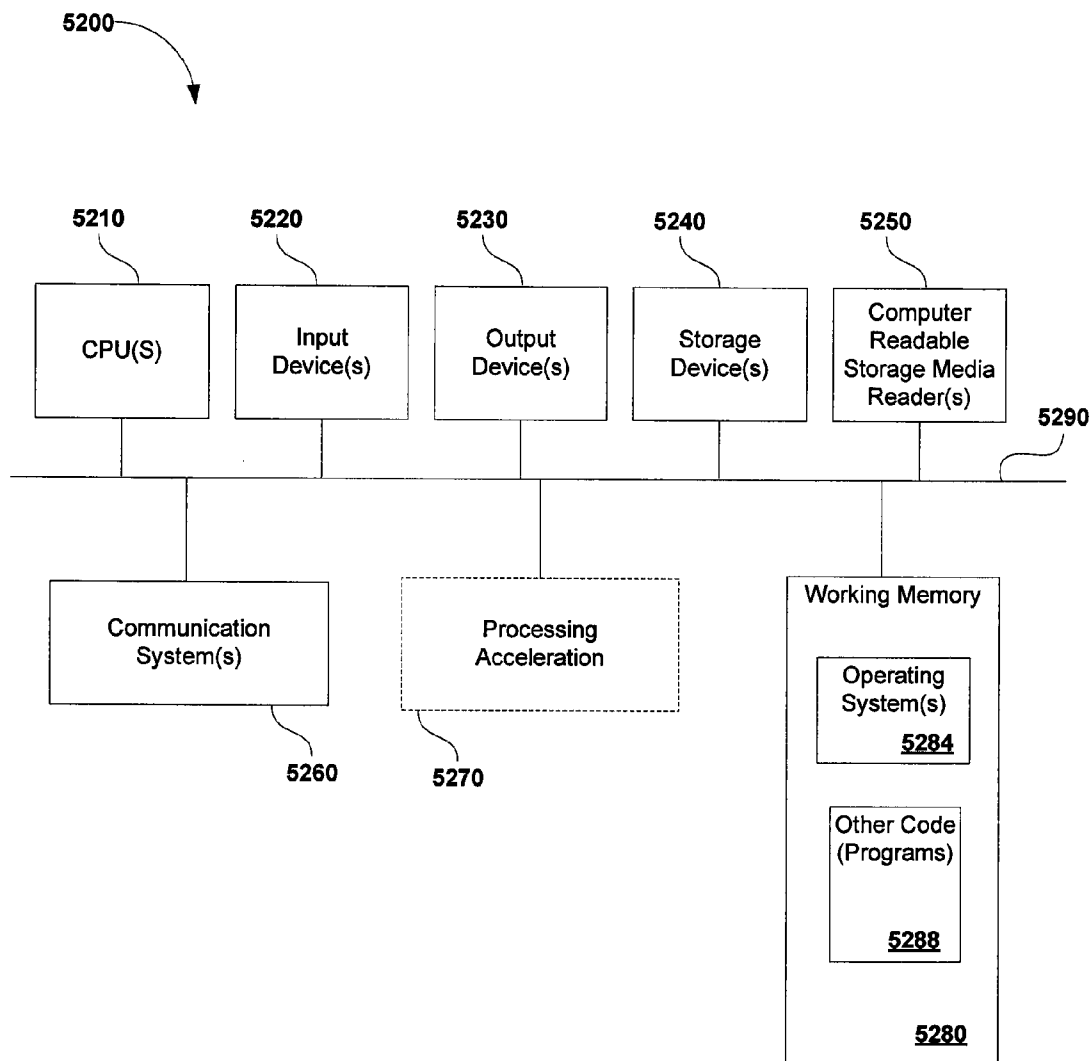 5200
5210
5220
5230
5240
5250
CPU(S)
Input
Device(s)
Output
Device(s)
Storage
Device(s)
Computer
Readable
Storage Media
Reader(s)
5290
Communication
System(s)
Processing
Acceleration
Working Memory
Operating
System(s)
5284
5260
5270
Other Code
(Programs)
5288
5280